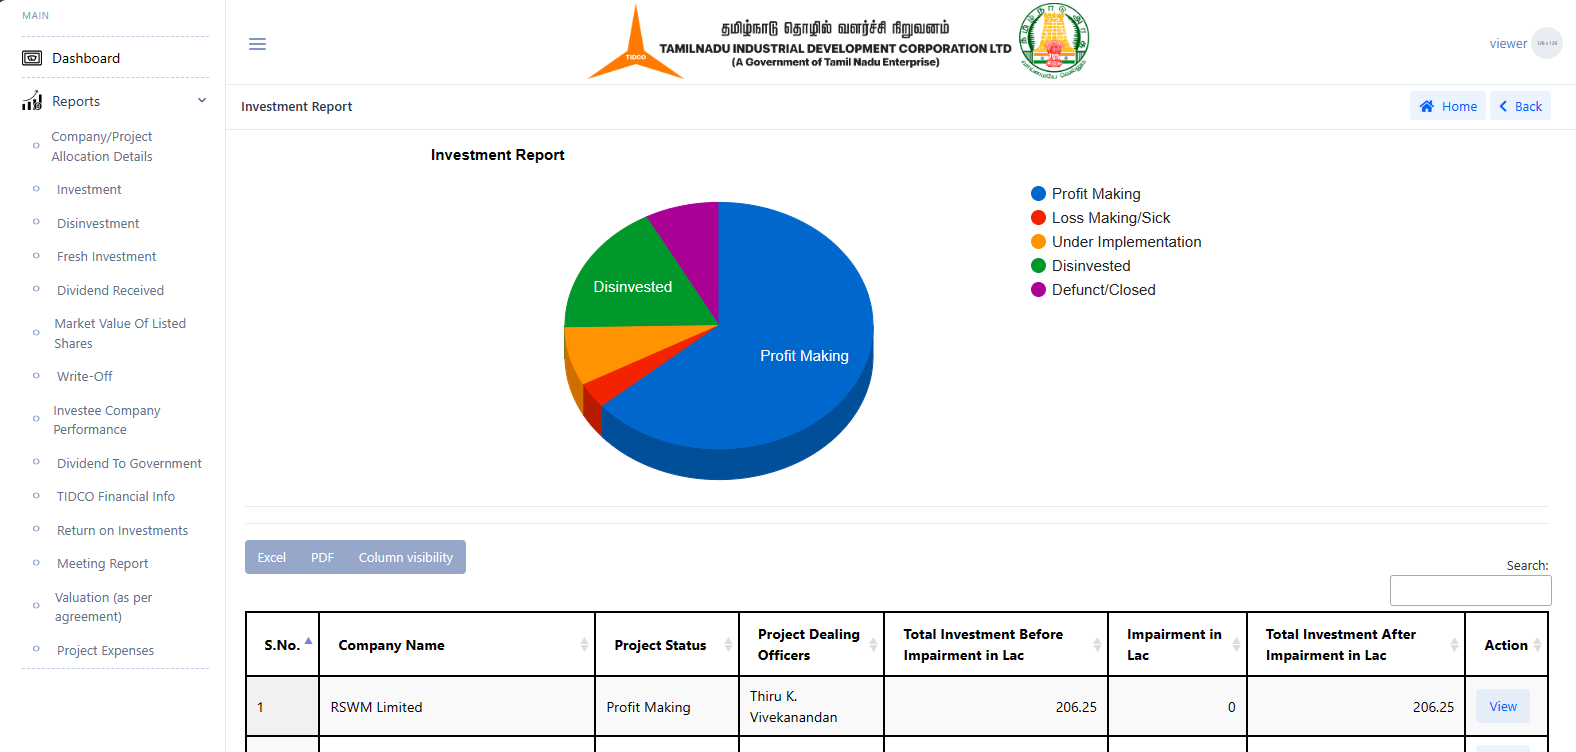 MAIN
Dashboard
Reports
Company/Project
Allocation Details
Investment
Disinvestment
Fresh Investment
Dividend Received
Market Value Of Listed
Shares
Write-Off
Investee Company
Performance
Dividend To Government
TIDCO Financial Info
Return on Investments
Meeting Report
Valuation (as per
agreement)
Project Expenses
TIDCO
தமிழ்நாடு தொழில் வளர்ச்சி நிறுவனம்
TAMILNADU INDUSTRIAL DEVELOPMENT CORPORATION LTD
(A Government of Tamil Nadu Enterprise)
viewer
128 x 128
Investment Report
Home
Back
Investment Report
Disinvested
Profit Making
Profit Making
Loss Making/Sick
Under Implementation
Disinvested
Defunct/Closed
Excel PDF Column visibility
Search:
S.No.
Company Name
Project Status
Project Dealing
Officers
Total Investment Before
Impairment in Lac
Impairment in
Lac
Total Investment After
Impairment in Lac
Action
1
RSWM Limited
Profit Making
Thiru K.
Vivekanandan
206.25
0
206.25
View